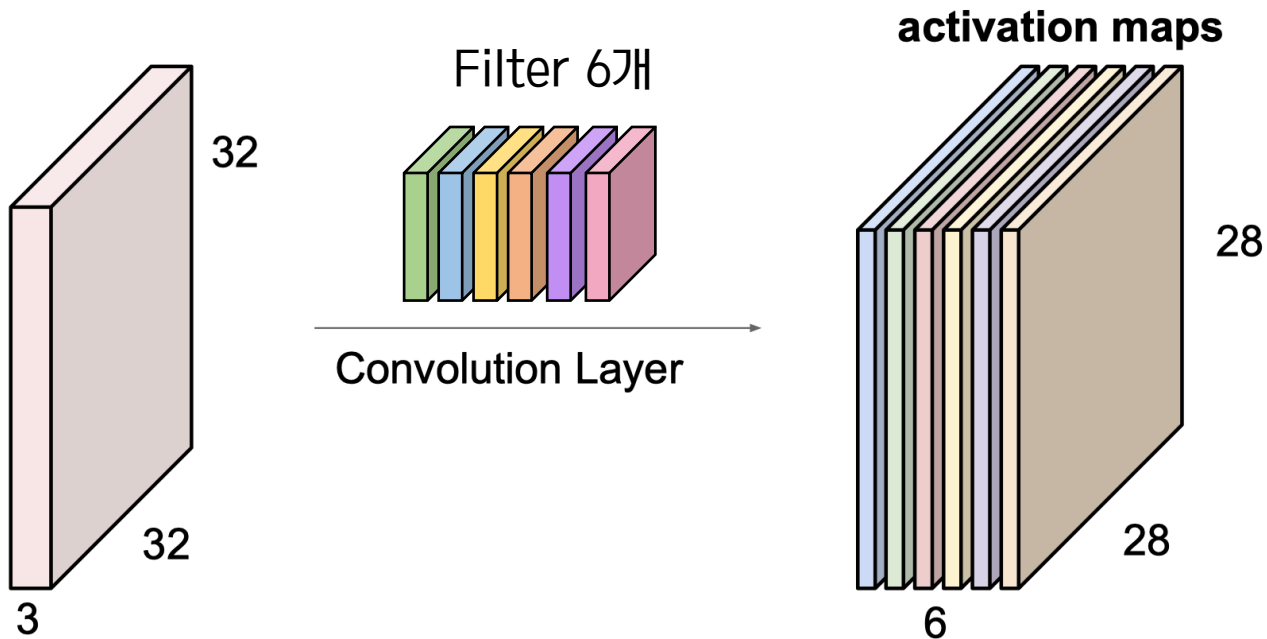 activation maps
Filter 6개
32
28
Convolution Layer
32
28
3
6